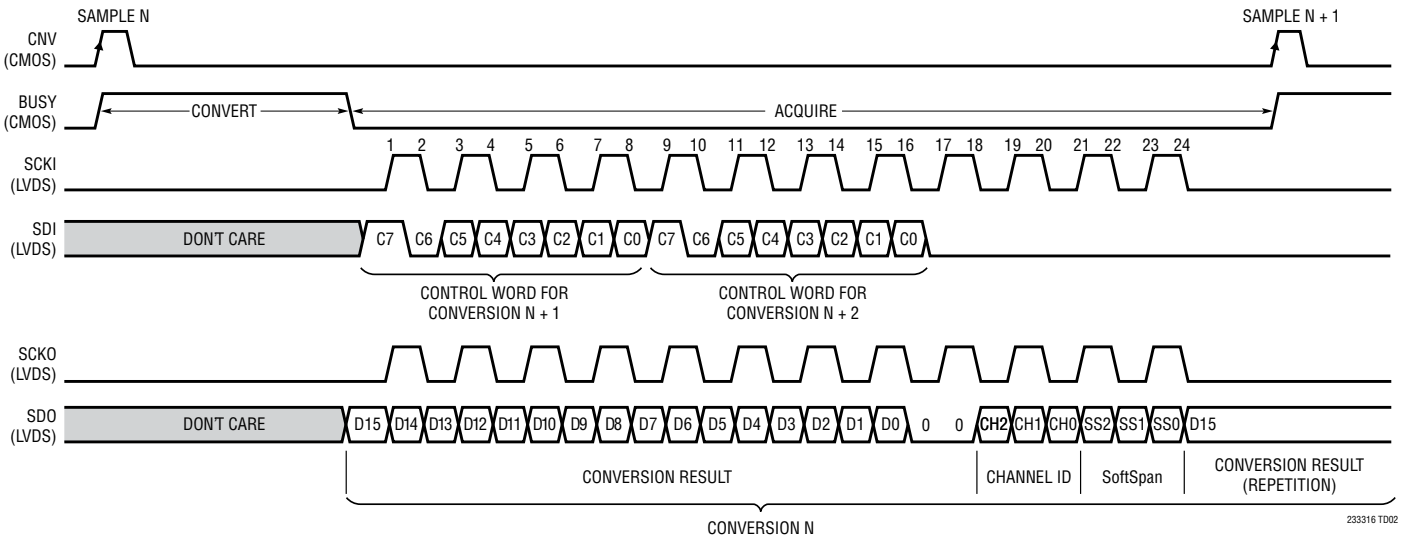 SAMPLE N
SAMPLE N + 1
CNV
(CMOS)
BUSY
(CMOS)
CONVERT
ACQUIRE
1 2 3 4 5 6 7 8 9 10 11 12 13 14 15 16 17 18 19 20 21 22 23 24
SCKI
(LVDS)
SDI
(LVDS)
DON'T CARE
C7 C6 C5 C4 C3 C2 C1 C0 C7 C6 C5 C4 C3 C2 C1 C0
CONTROL WORD FOR
CONVERSION N + 1
CONTROL WORD FOR
CONVERSION N + 2
SCKO
(LVDS)
SDO
(LVDS)
DON'T CARE
D15 D14 D13 D12 D11 D10 D9 D8 D7 D6 D5 D4 D3 D2 D1 D0 0 0 CH2 CH1 CH0 SS2 SS1 SS0 D15
CONVERSION RESULT
CHANNEL ID
SoftSpan
CONVERSION RESULT
(REPETITION)
CONVERSION N
233316 TD02